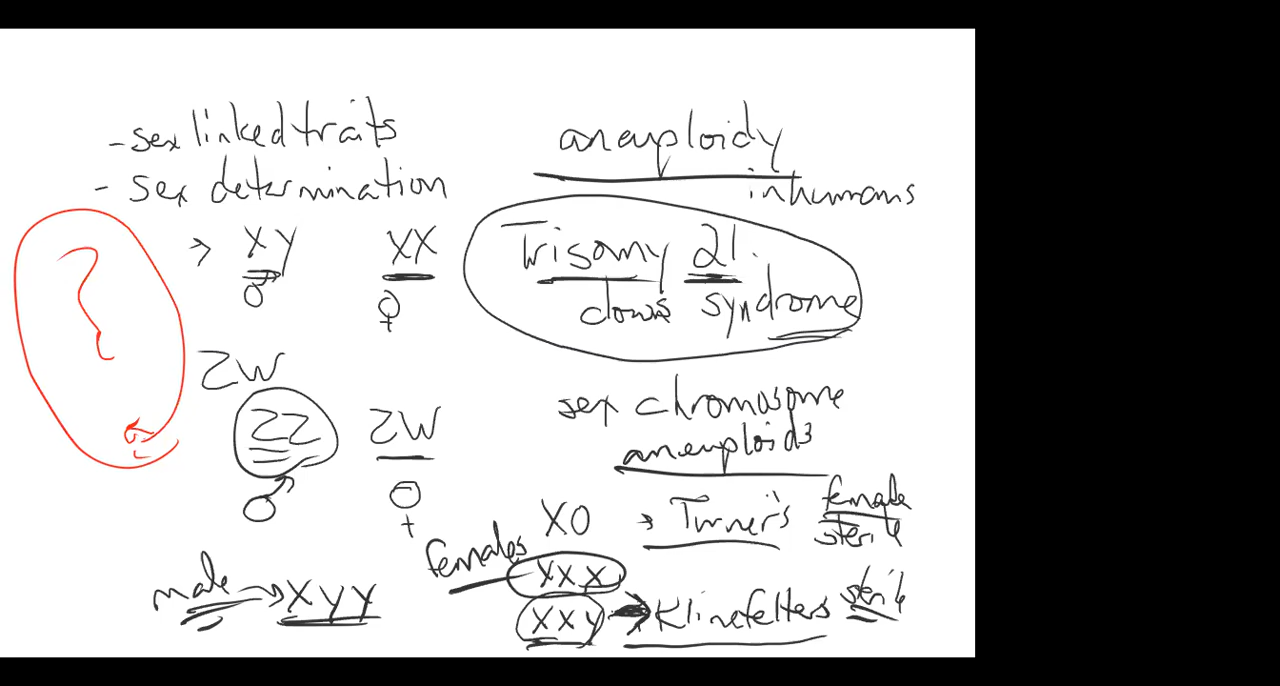 - sex linked traits
- sex determination
> XY ♂ XX ♀
ZW
ZZ ♂ ZW ♀
male → XYY
?
aneuploidy
in humans
Trisomy 21
downs syndrome
sex chromosome
aneuploids
XO → Turner's female
sterile
females XXX
XXY → Klinefelters sterile